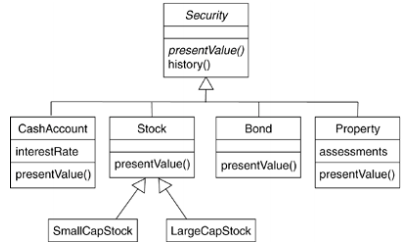 Security
presentValue()
history()
CashAccount
interestRate
presentValue()
Stock
presentValue()
Bond
presentValue()
Property
assessments
presentValue()
SmallCapStock
LargeCapStock